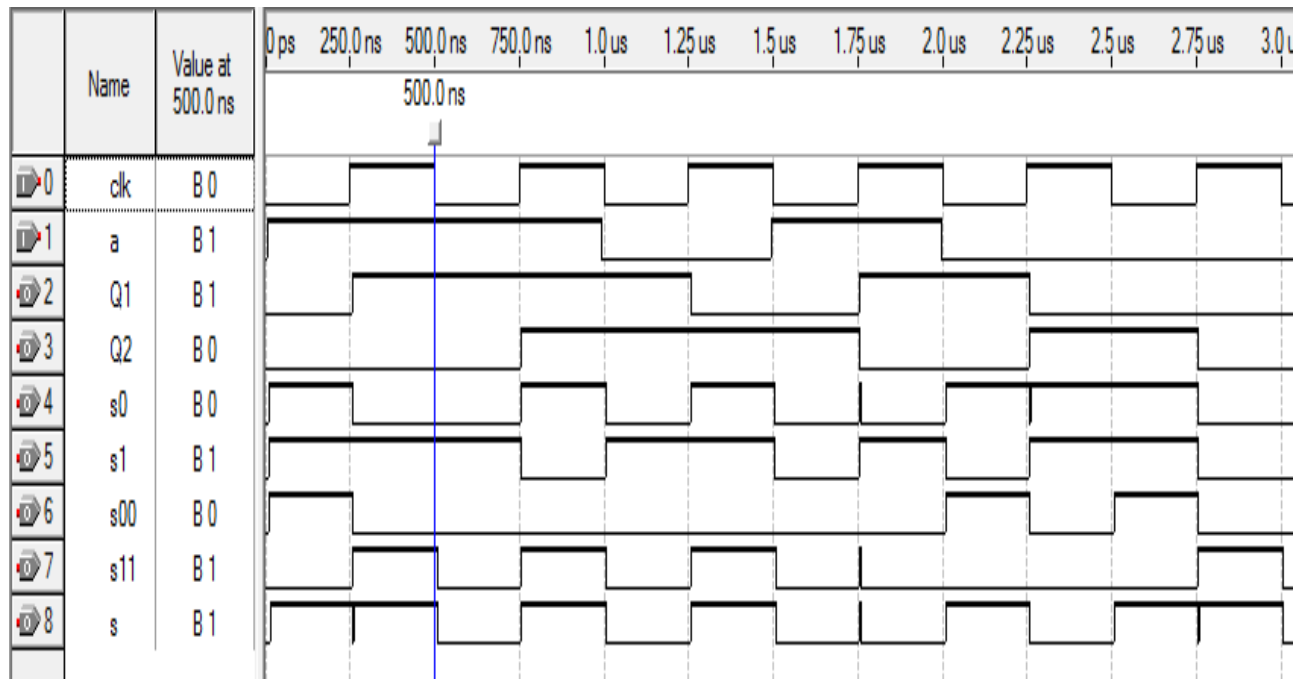 0 ps 250.0 ns 500.0 ns 750.0 ns 1.0 us 1.25 us 1.5 us 1.75 us 2.0 us 2.25 us 2.5 us 2.75 us 3.0 u
Name Value at 500.0 ns
500.0 ns
0 clk B 0
1 a B 1
2 Q1 B 1
3 Q2 B 0
4 s0 B 0
5 s1 B 1
6 s00 B 0
7 s11 B 1
8 s B 1